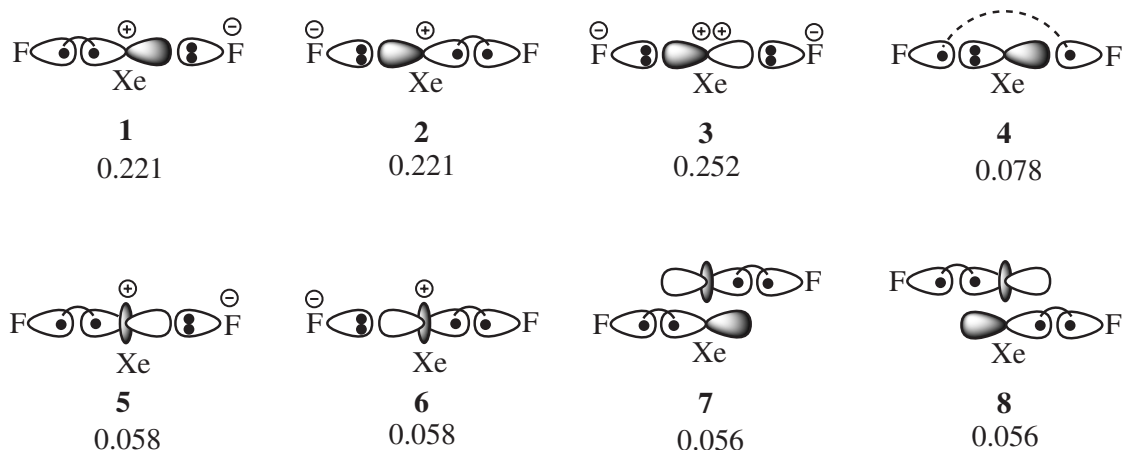 ⊕ ⊖ ⊖ ⊕ ⊖ ⊕⊕ ⊖
F F F F F F F F
Xe Xe Xe Xe
1 2 3 4
0.221 0.221 0.252 0.078
⊕ ⊖ ⊖ ⊕ F F
F F F F F F
Xe Xe Xe Xe
5 6 7 8
0.058 0.058 0.056 0.056